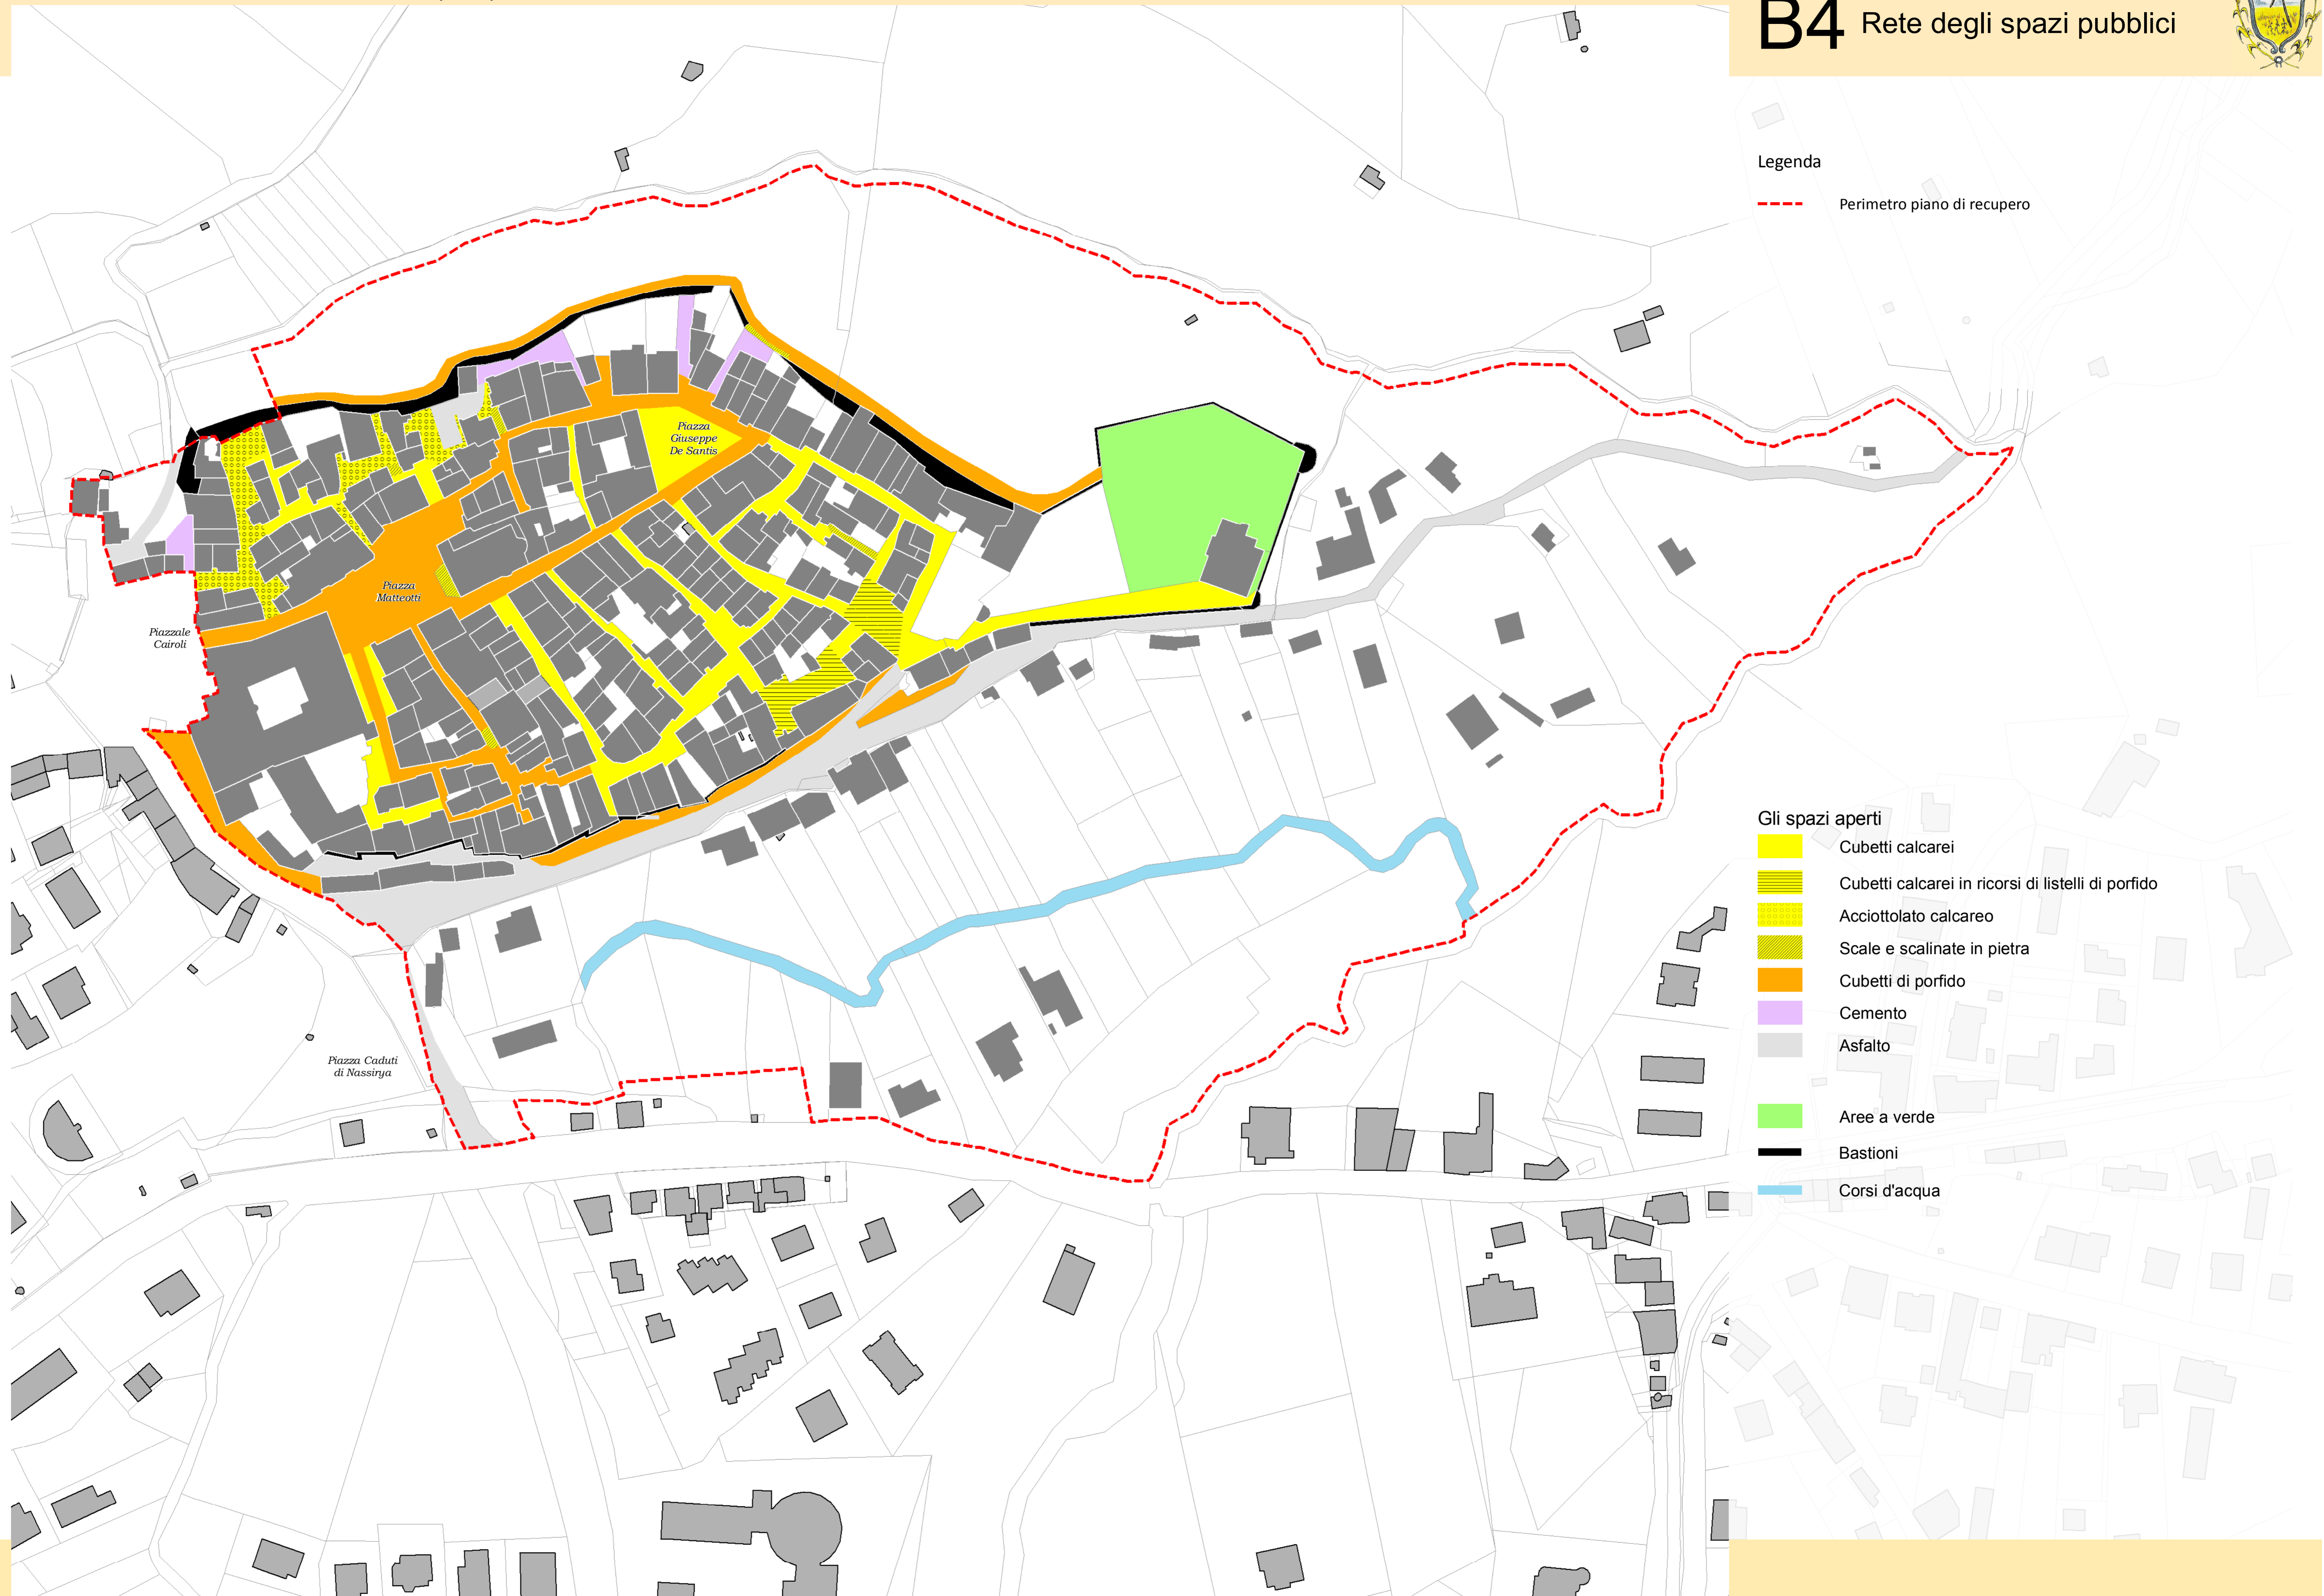 B4 Rete degli spazi pubblici
Legenda
Perimetro piano di recupero
Piazza
Giuseppe
De Santis
Piazza
Matteotti
Piazzale
Cairoli
Piazza Caduti
di Nassirya
Gli spazi aperti
Cubetti calcarei
Cubetti calcarei in ricorsi di listelli di porfido
Acciottolato calcareo
Scale e scalinate in pietra
Cubetti di porfido
Cemento
Asfalto
Aree a verde
Bastioni
Corsi d'acqua